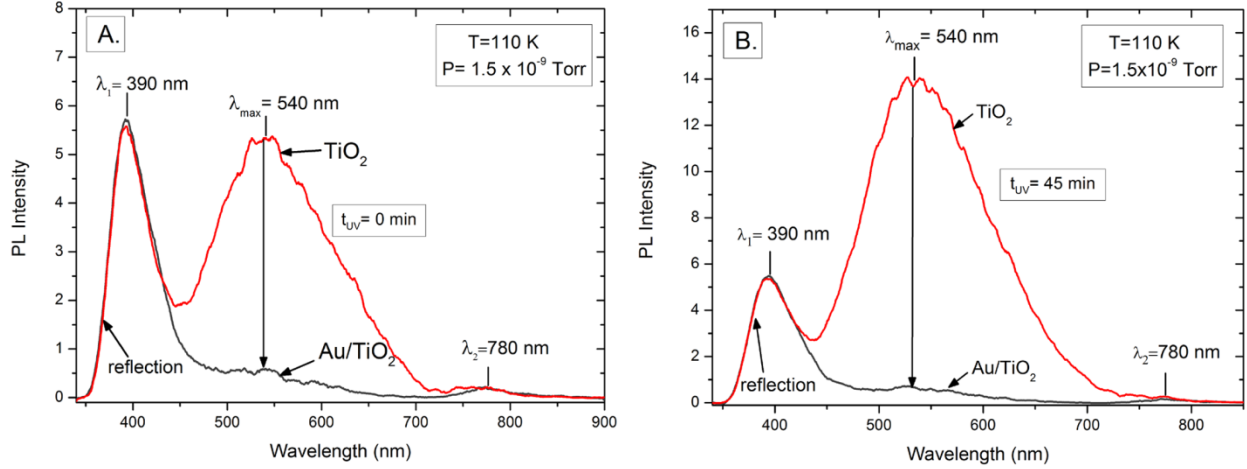 A.
T=110 K
P= 1.5 x 10⁻⁹ Torr
λ₁= 390 nm
λmax= 540 nm
TiO₂
tUV= 0 min
reflection
Au/TiO₂
λ₂=780 nm
PL Intensity
8
7
6
5
4
3
2
1
0
400
500
600
700
800
900
Wavelength (nm)
B.
T=110 K
P=1.5x10⁻⁹ Torr
λmax= 540 nm
TiO₂
tUV= 45 min
λ₁= 390 nm
reflection
Au/TiO₂
λ₂=780 nm
PL Intensity
16
14
12
10
8
6
4
2
0
400
500
600
700
800
Wavelength (nm)